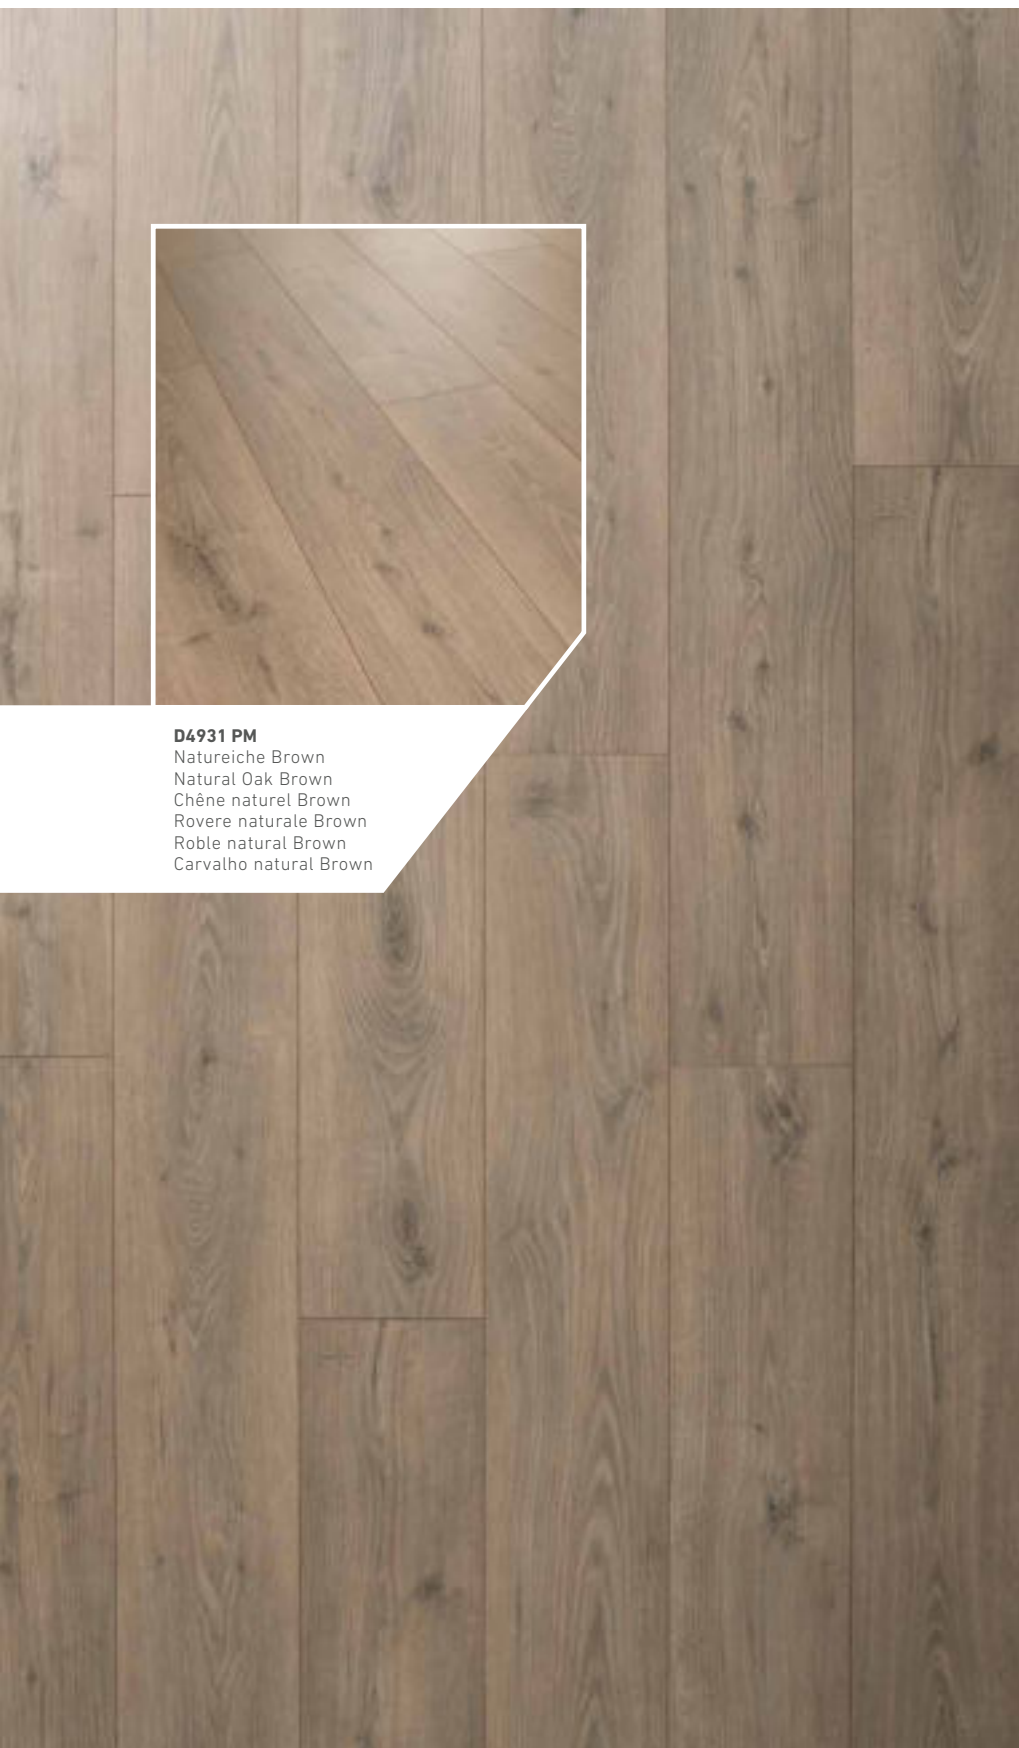 D4931 PM
Natureiche Brown
Natural Oak Brown
Chêne naturel Brown
Rovere naturale Brown
Roble natural Brown
Carvalho natural Brown